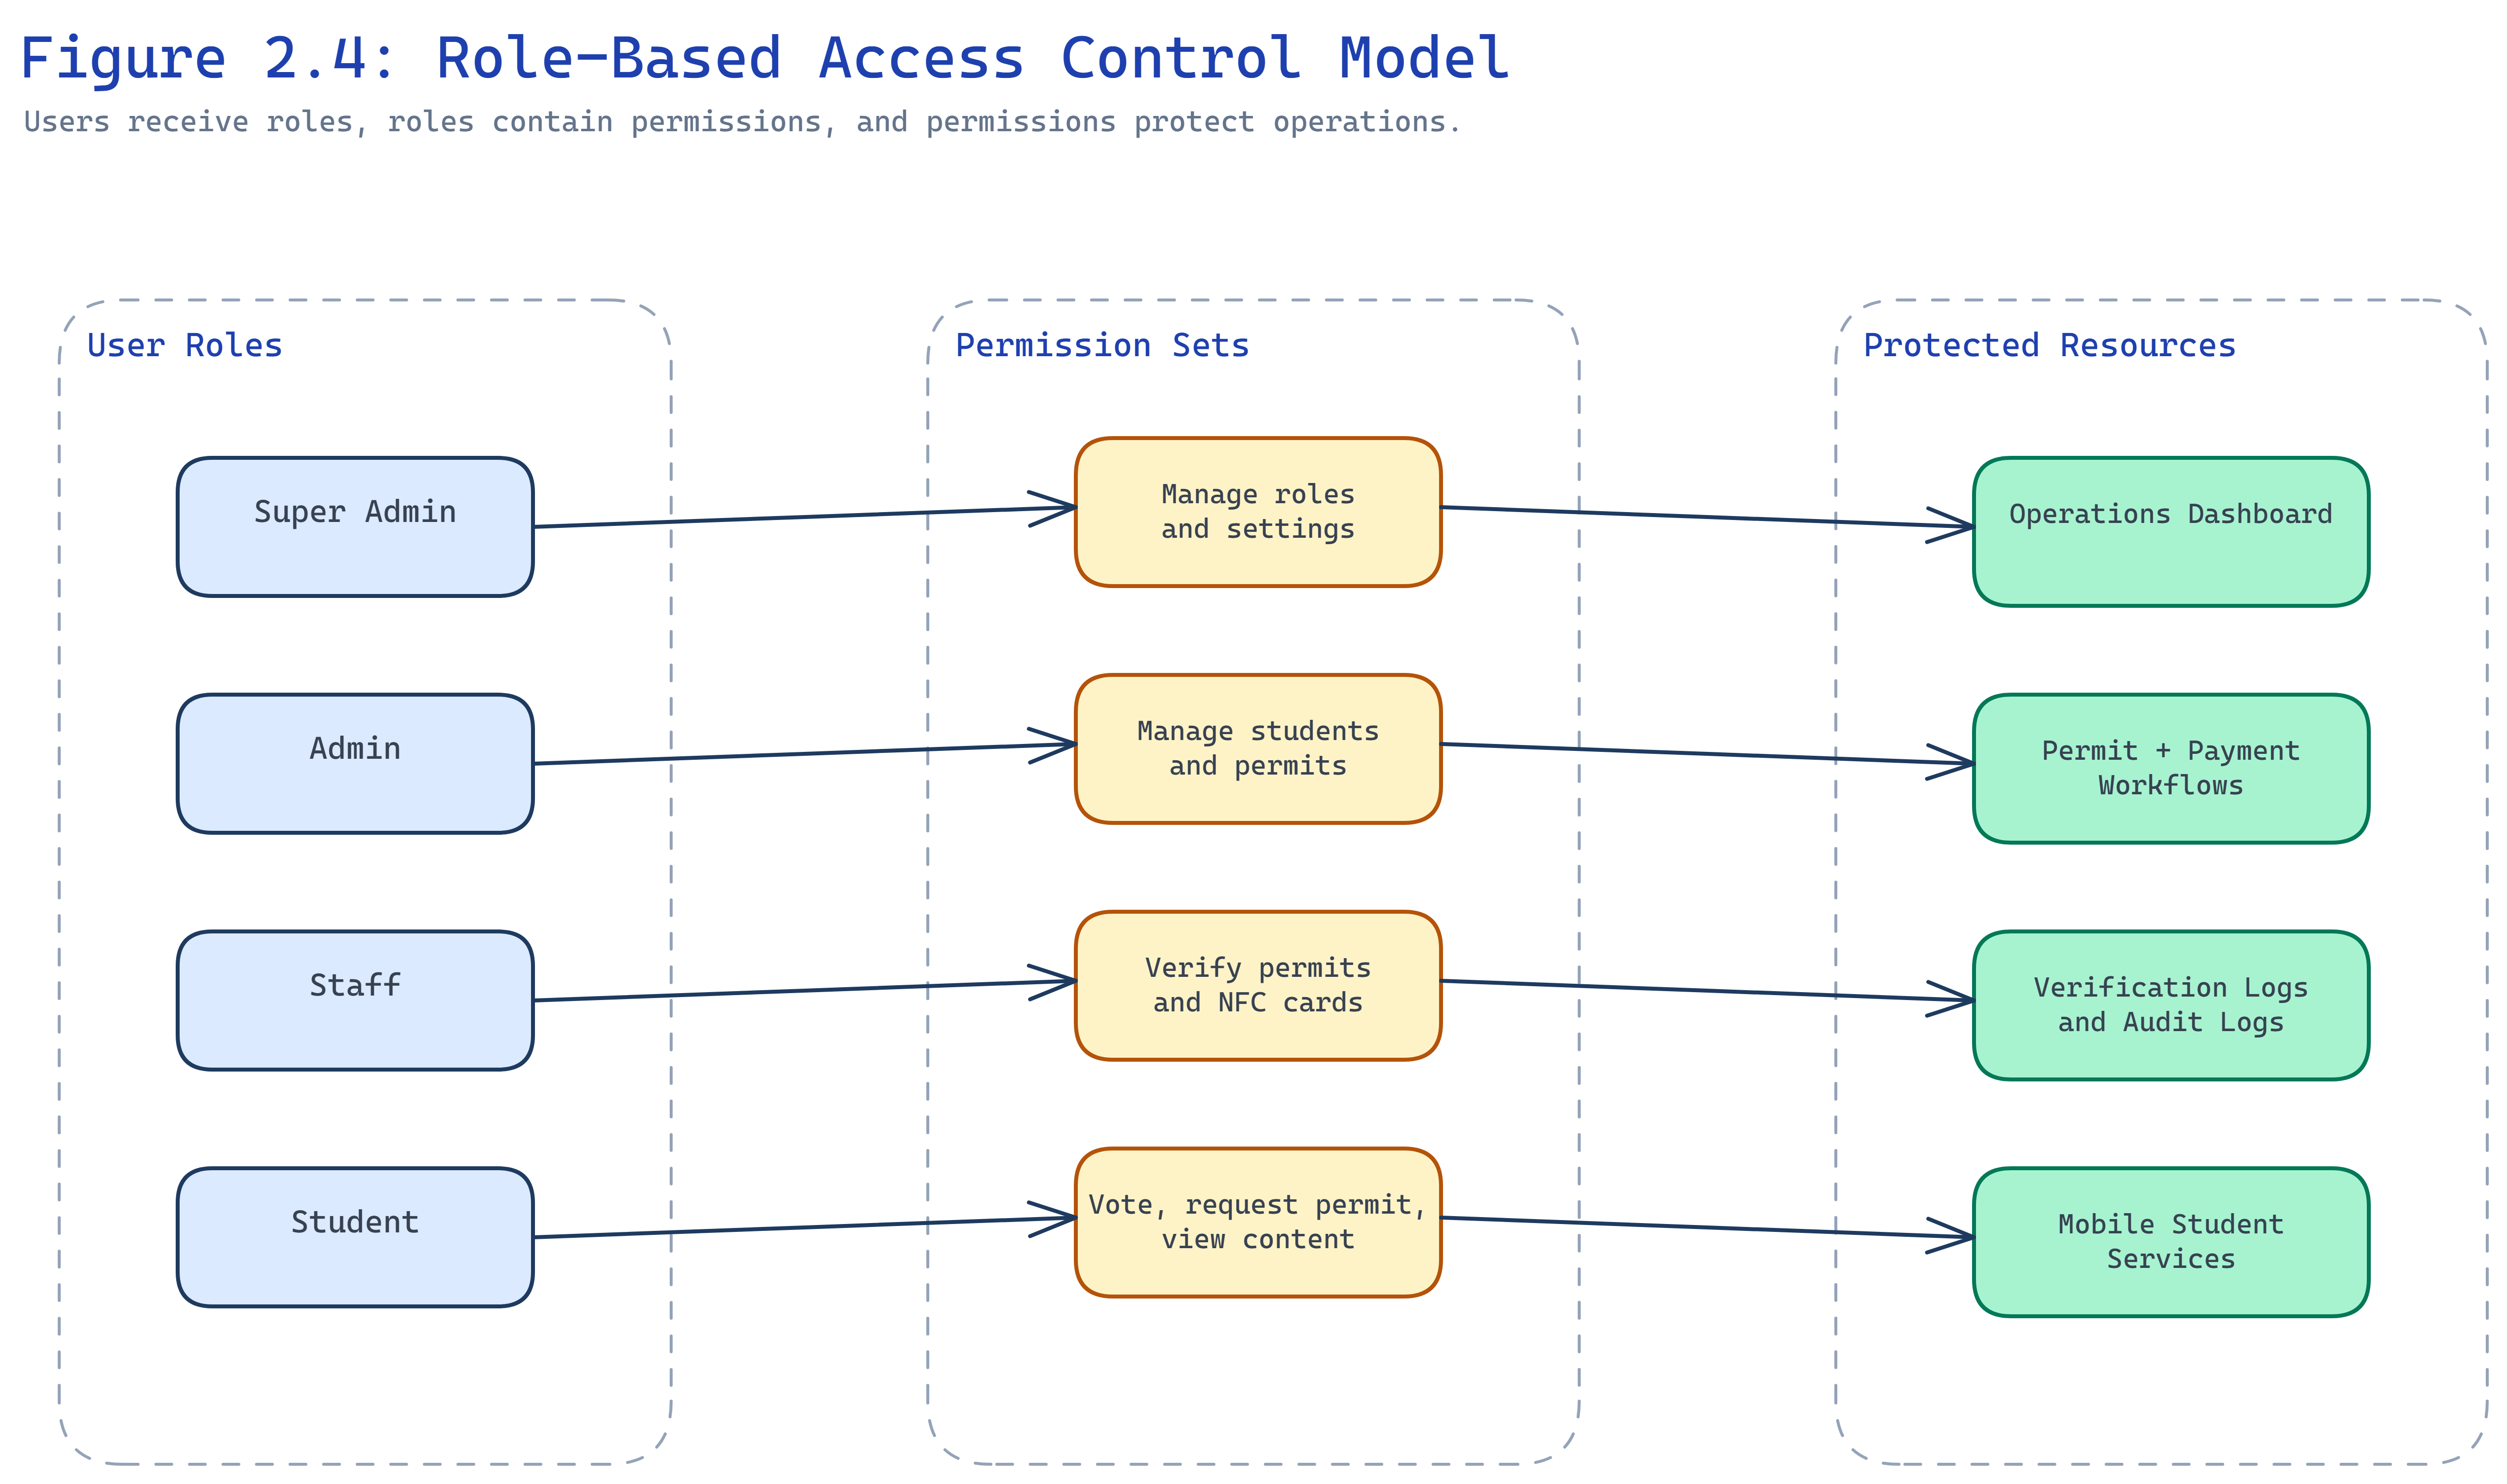 Figure 2.4: Role-Based Access Control Model
Users receive roles, roles contain permissions, and permissions protect operations.
User Roles
Permission Sets
Protected Resources
Super Admin
Manage roles
and settings
Operations Dashboard
Admin
Manage students
and permits
Permit + Payment
Workflows
Staff
Verify permits
and NFC cards
Verification Logs
and Audit Logs
Student
Vote, request permit,
view content
Mobile Student
Services